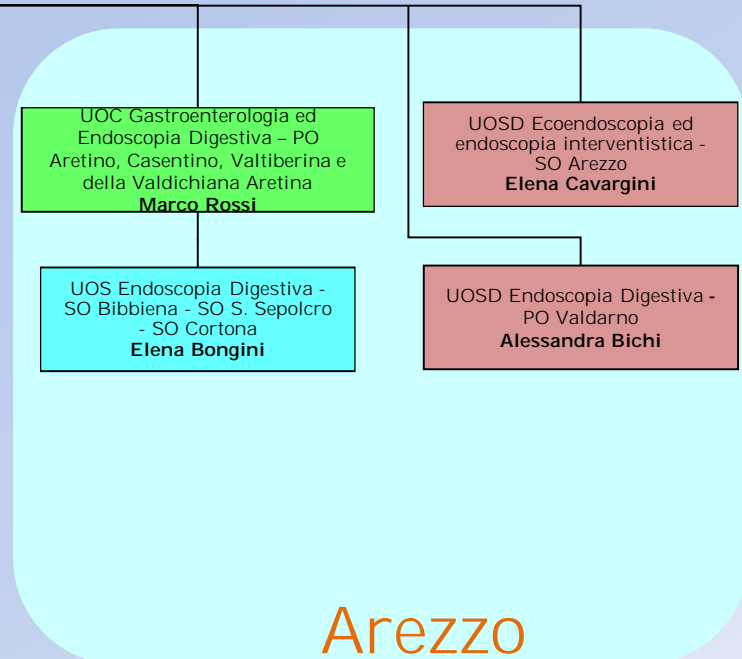 UOC Gastroenterologia ed
Endoscopia Digestiva – PO
Aretino, Casentino, Valtiberina e
della Valdichiana Aretina
Marco Rossi
UOSD Ecoendoscopia ed
endoscopia interventistica -
SO Arezzo
Elena Cavargini
UOS Endoscopia Digestiva -
SO Bibbiena - SO S. Sepolcro
- SO Cortona
Elena Bongini
UOSD Endoscopia Digestiva -
PO Valdarno
Alessandra Bichi
Arezzo